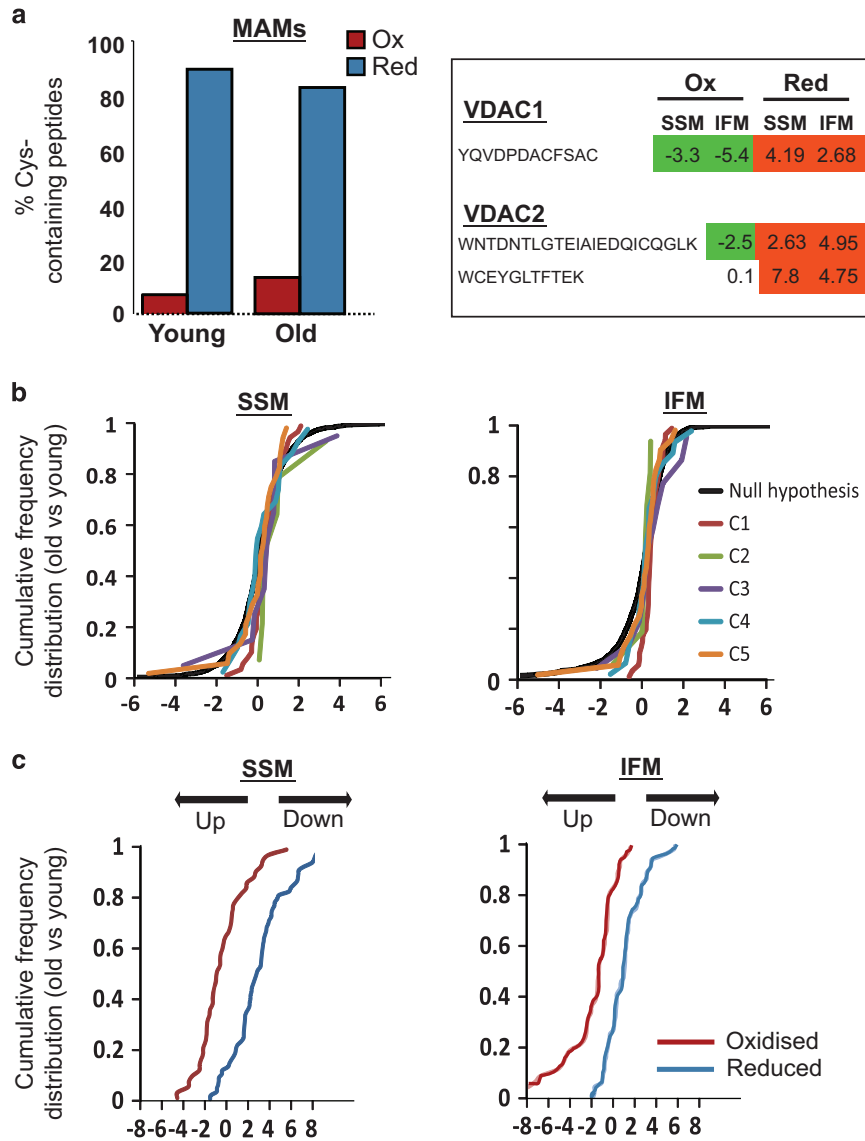 a
MAMs
Ox
Red
% Cys-
containing peptides
100
80
60
40
20
0
Young Old
Ox Red
VDAC1
SSM IFM SSM IFM
YQVDPDACFSAC -3.3 -5.4 4.19 2.68
VDAC2
WNTDNTLGTEIAIEDQICQGLK -2.5 2.63 4.95
WCEYGLTFTEK 0.1 7.8 4.75
b
SSM
Cumulative frequency
distribution (old vs young)
1
0.8
0.6
0.4
0.2
0
-6 -4 -2 0 2 4 6
IFM
1
0.8
0
-6 -4 -2 0 2 4 6
Null hypothesis
C1
C2
C3
C4
C5
c
SSM
Up Down
Cumulative frequency
distribution (old vs young)
1
0.8
0.6
0.4
0.2
0
-8 -6 -4 -2 0 2 4 6 8
IFM
Up Down
1
0.8
0.6
0.4
0.2
0
-8 -6 -4 -2 0 2 4 6 8
Oxidised
Reduced